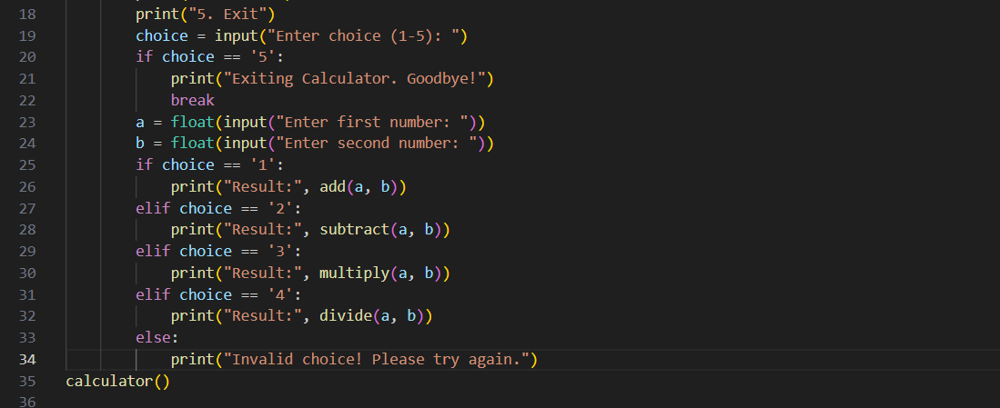 18 print("5. Exit")
19 choice = input("Enter choice (1-5): ")
20 if choice == '5':
21 print("Exiting Calculator. Goodbye!")
22 break
23 a = float(input("Enter first number: "))
24 b = float(input("Enter second number: "))
25 if choice == '1':
26 print("Result:", add(a, b))
27 elif choice == '2':
28 print("Result:", subtract(a, b))
29 elif choice == '3':
30 print("Result:", multiply(a, b))
31 elif choice == '4':
32 print("Result:", divide(a, b))
33 else:
34 print("Invalid choice! Please try again.")
35 calculator()
36